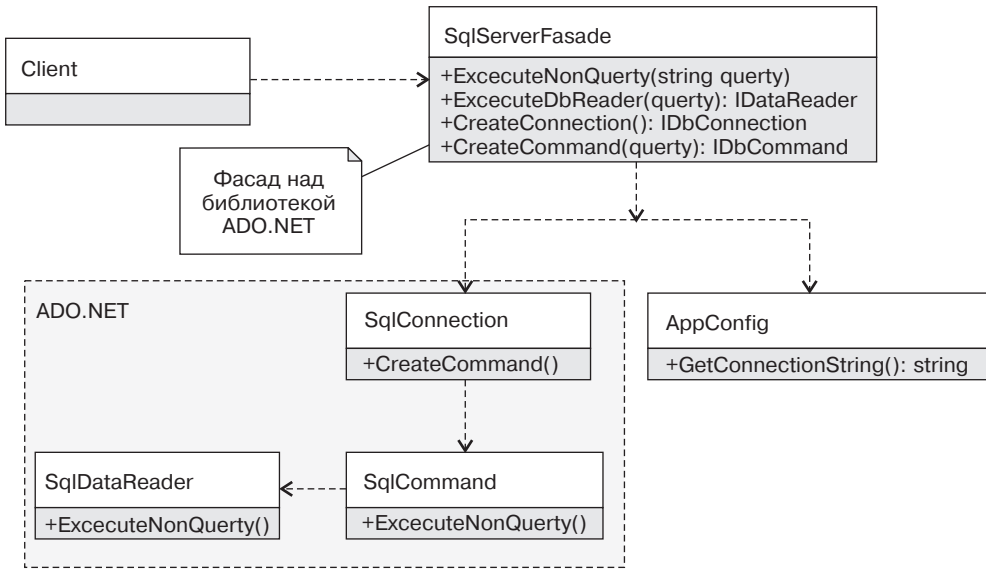 Client
SqlServerFasade
+ExcecuteNonQuerty(string querty)
+ExcecuteDbReader(querty): IDataReader
+CreateConnection(): IDbConnection
+CreateCommand(querty): IDbCommand
Фасад над
библиотекой
ADO.NET
ADO.NET
SqlConnection
+CreateCommand()
AppConfig
+GetConnectionString(): string
SqlDataReader
+ExcecuteNonQuerty()
SqlCommand
+ExcecuteNonQuerty()